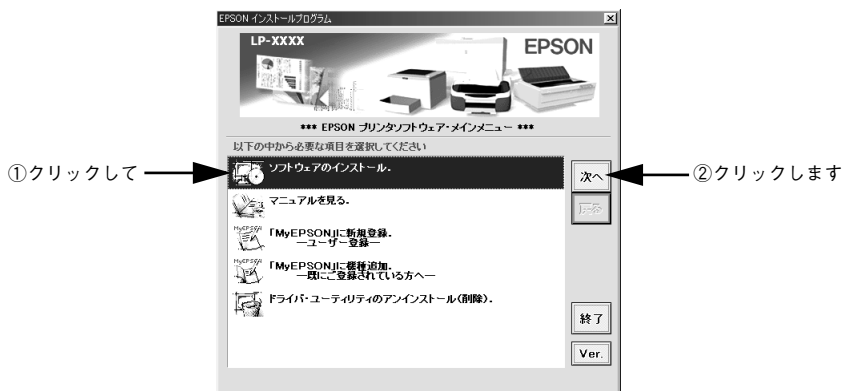 EPSON インストールプログラム
LP-XXXX
EPSON
*** EPSON プリンタソフトウェア・メインメニュー ***
以下の中から必要な項目を選択してください
①クリックして
ソフトウェアのインストール.
次へ
②クリックします
戻る
マニュアルを見る.
MyEPSON
「MyEPSON」に新規登録.
―ユーザー登録―
MyEPSON
「MyEPSON」に機種追加.
―既にご登録されている方へ―
ドライバ・ユーティリティのアンインストール(削除).
終了
Ver.